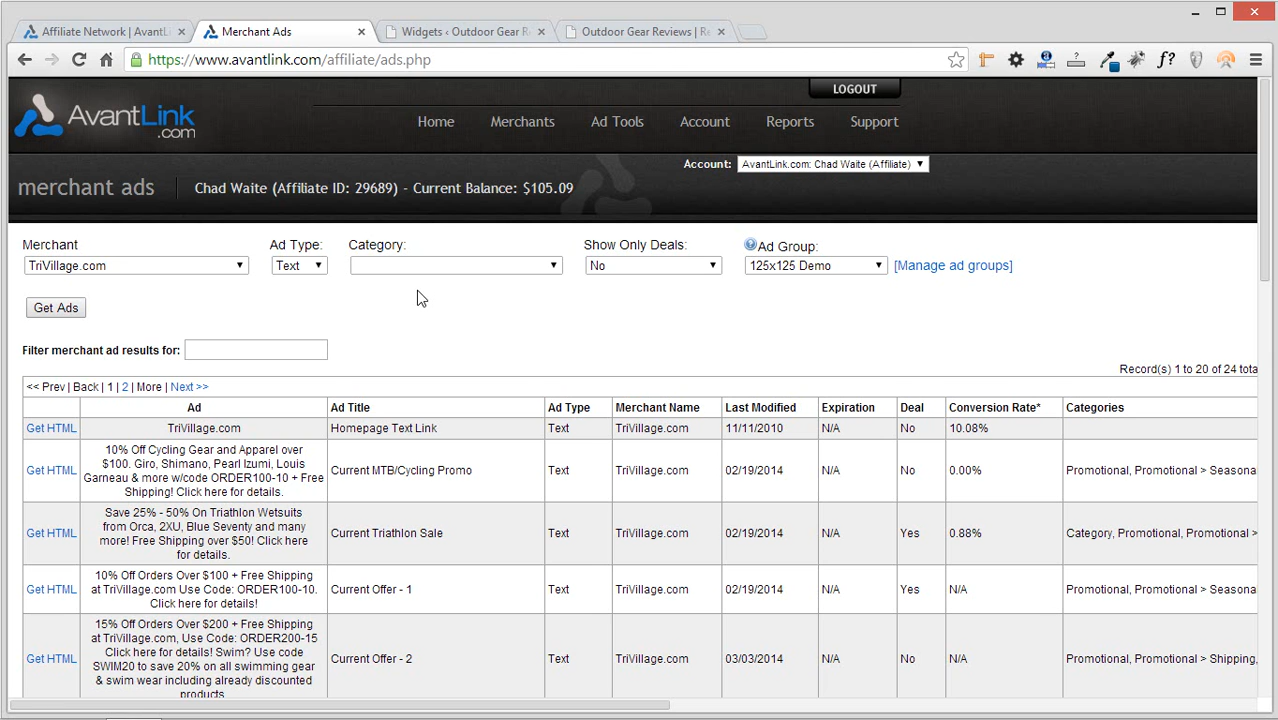 Affiliate Network | AvantL
Merchant Ads
Widgets ‹ Outdoor Gear R
Outdoor Gear Reviews | R
https://www.avantlink.com/affiliate/ads.php
f?
LOGOUT
AvantLink.com
Home Merchants Ad Tools Account Reports Support
Account: AvantLink.com: Chad Waite (Affiliate)
merchant ads
Chad Waite (Affiliate ID: 29689) - Current Balance: $105.09
Merchant Ad Type: Category: Show Only Deals: Ad Group:
TriVillage.com Text No 125x125 Demo [Manage ad groups]
Get Ads
Filter merchant ad results for:
Record(s) 1 to 20 of 24 tota
<< Prev | Back | 1 | 2 | More | Next >>
Ad Ad Title Ad Type Merchant Name Last Modified Expiration Deal Conversion Rate* Categories
Get HTML TriVillage.com Homepage Text Link Text TriVillage.com 11/11/2010 N/A No 10.08%
10% Off Cycling Gear and Apparel over
$100. Giro, Shimano, Pearl Izumi, Louis
Garneau & more w/code ORDER100-10 + Free
Shipping! Click here for details.
Get HTML Current MTB/Cycling Promo Text TriVillage.com 02/19/2014 N/A No 0.00% Promotional, Promotional > Seasona
Save 25% - 50% On Triathlon Wetsuits
from Orca, 2XU, Blue Seventy and many
more! Free Shipping over $50! Click here
for details.
Get HTML Current Triathlon Sale Text TriVillage.com 02/19/2014 N/A Yes 0.88% Category, Promotional, Promotional >
10% Off Orders Over $100 + Free Shipping
at TriVillage.com Use Code: ORDER100-10.
Click here for details!
Get HTML Current Offer - 1 Text TriVillage.com 02/19/2014 N/A Yes N/A Promotional, Promotional > Seasona
15% Off Orders Over $200 + Free Shipping
at TriVillage.com, Use Code: ORDER200-15
Click here for details! Swim? Use code
SWIM20 to save 20% on all swimming gear
& swim wear including already discounted
products
Get HTML Current Offer - 2 Text TriVillage.com 03/03/2014 N/A No N/A Promotional, Promotional > Shipping,